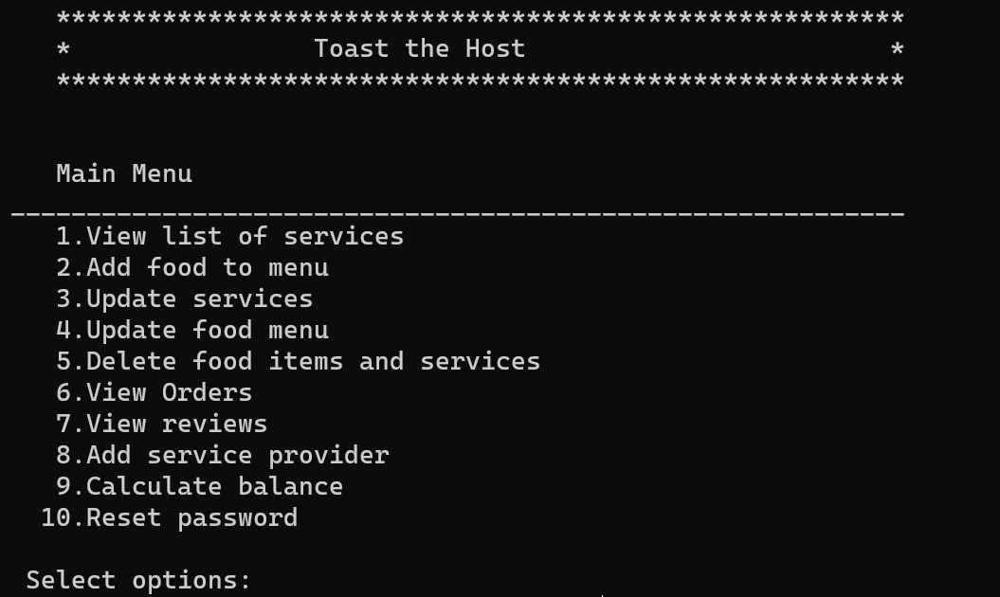 ********************************************************
* Toast the Host *
********************************************************
Main Menu
___________________________________________________________
1.View list of services
2.Add food to menu
3.Update services
4.Update food menu
5.Delete food items and services
6.View Orders
7.View reviews
8.Add service provider
9.Calculate balance
10.Reset password
Select options: